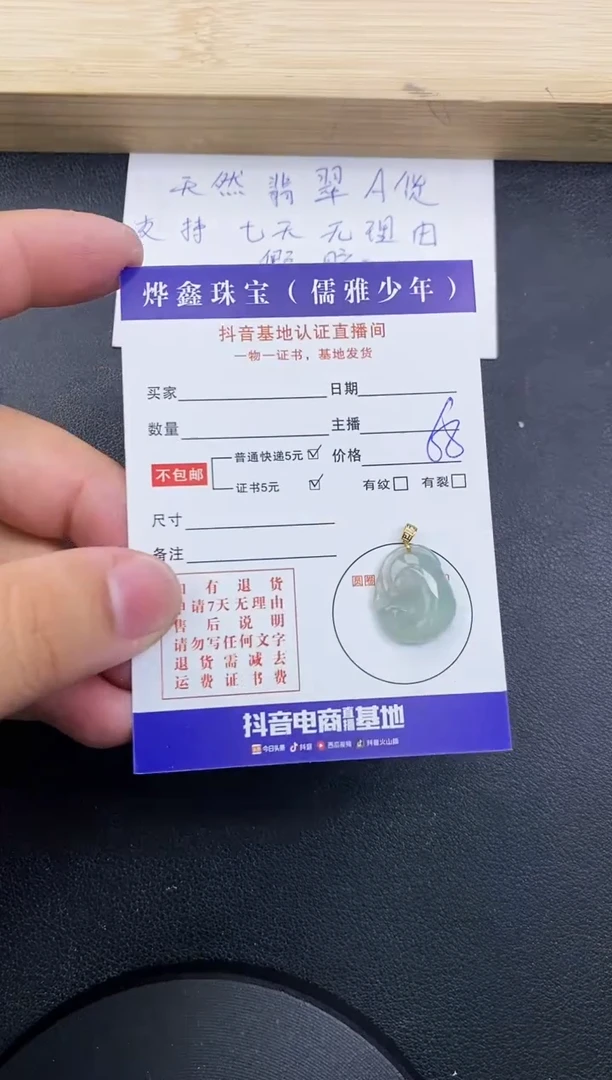 天然翡翠A货
支持七天无理由
烨鑫珠宝（儒雅少年）
抖音基地认证直播间
一物一证书，基地发货
买家 日期
数量 主播
不包邮 普通快递5元☑ 价格 68
证书5元☑ 有纹□ 有裂□
尺寸
备注
圆圈
有退货
申请7天无理由
售后说明
请勿写任何文字
退货需减去
运费证书费
抖音电商直播基地
今日头条 抖音 西瓜视频 抖音火山版